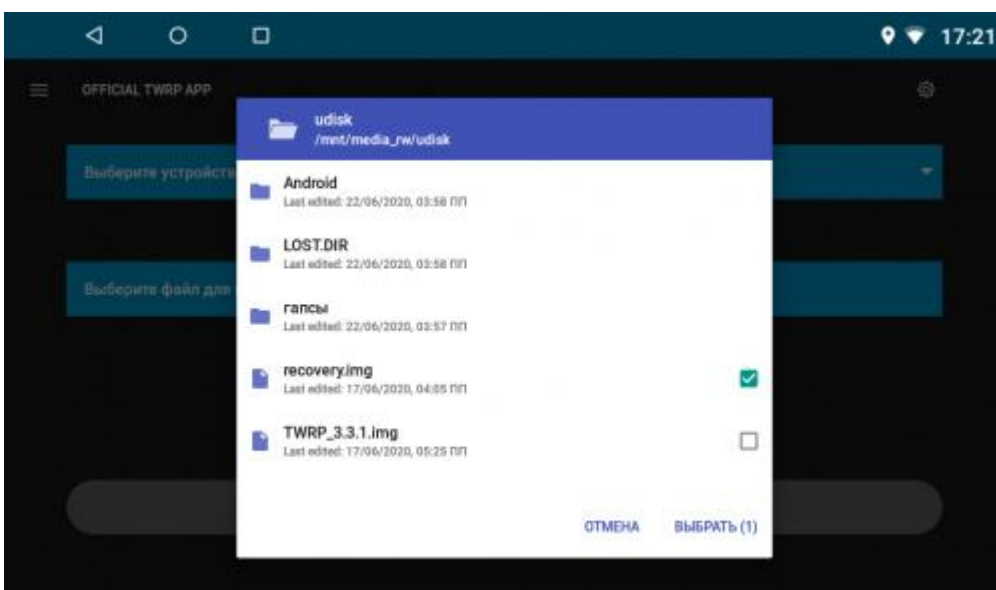 17:21
OFFICIAL TWRP APP
udisk
/mnt/media_rw/udisk
Выберите устройств
Android
Last edited: 22/06/2020, 03:58 ПП
LOST.DIR
Last edited: 22/06/2020, 03:58 ПП
Выберите файл для
гапсы
Last edited: 22/06/2020, 03:57 ПП
recovery.img
Last edited: 17/06/2020, 04:05 ПП
TWRP_3.3.1.img
Last edited: 17/06/2020, 05:25 ПП
ОТМЕНА ВЫБРАТЬ (1)